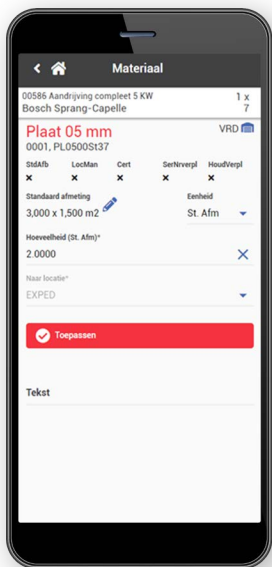 Materiaal
00586 Aandrijving compleet 5 KW 1 x
Bosch Sprang-Capelle 7
Plaat 05 mm VRD
0001, PL0500St37
StdAfb LocMan Cert SerNrverpl HoudVerpl
× × × × ×
Standaard afmeting Eenheid
3,000 x 1,500 m2 St. Afm
Hoeveelheid (St. Afm)*
2.0000
Naar locatie*
EXPED
Toepassen
Tekst